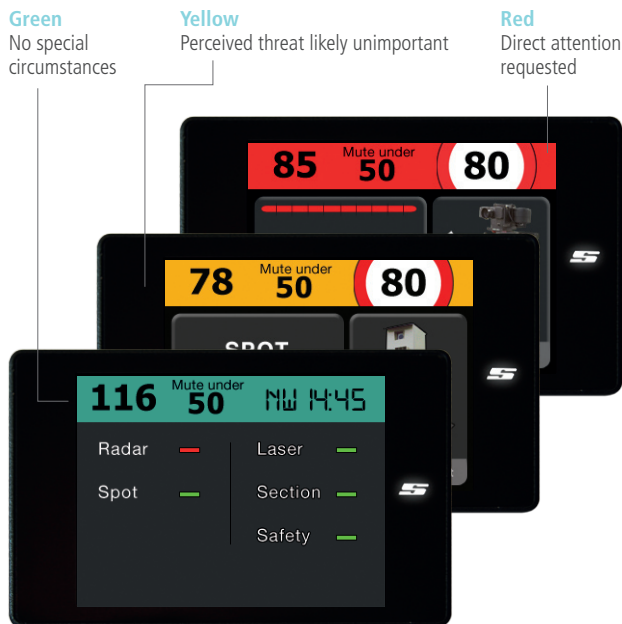 Green
No special
circumstances
Yellow
Perceived threat likely unimportant
Red
Direct attention
requested
85
Mute under
50
80
78
Mute under
50
80
SPOT
116
Mute under
50
NW 14:45
Radar
Laser
Spot
Section
Safety